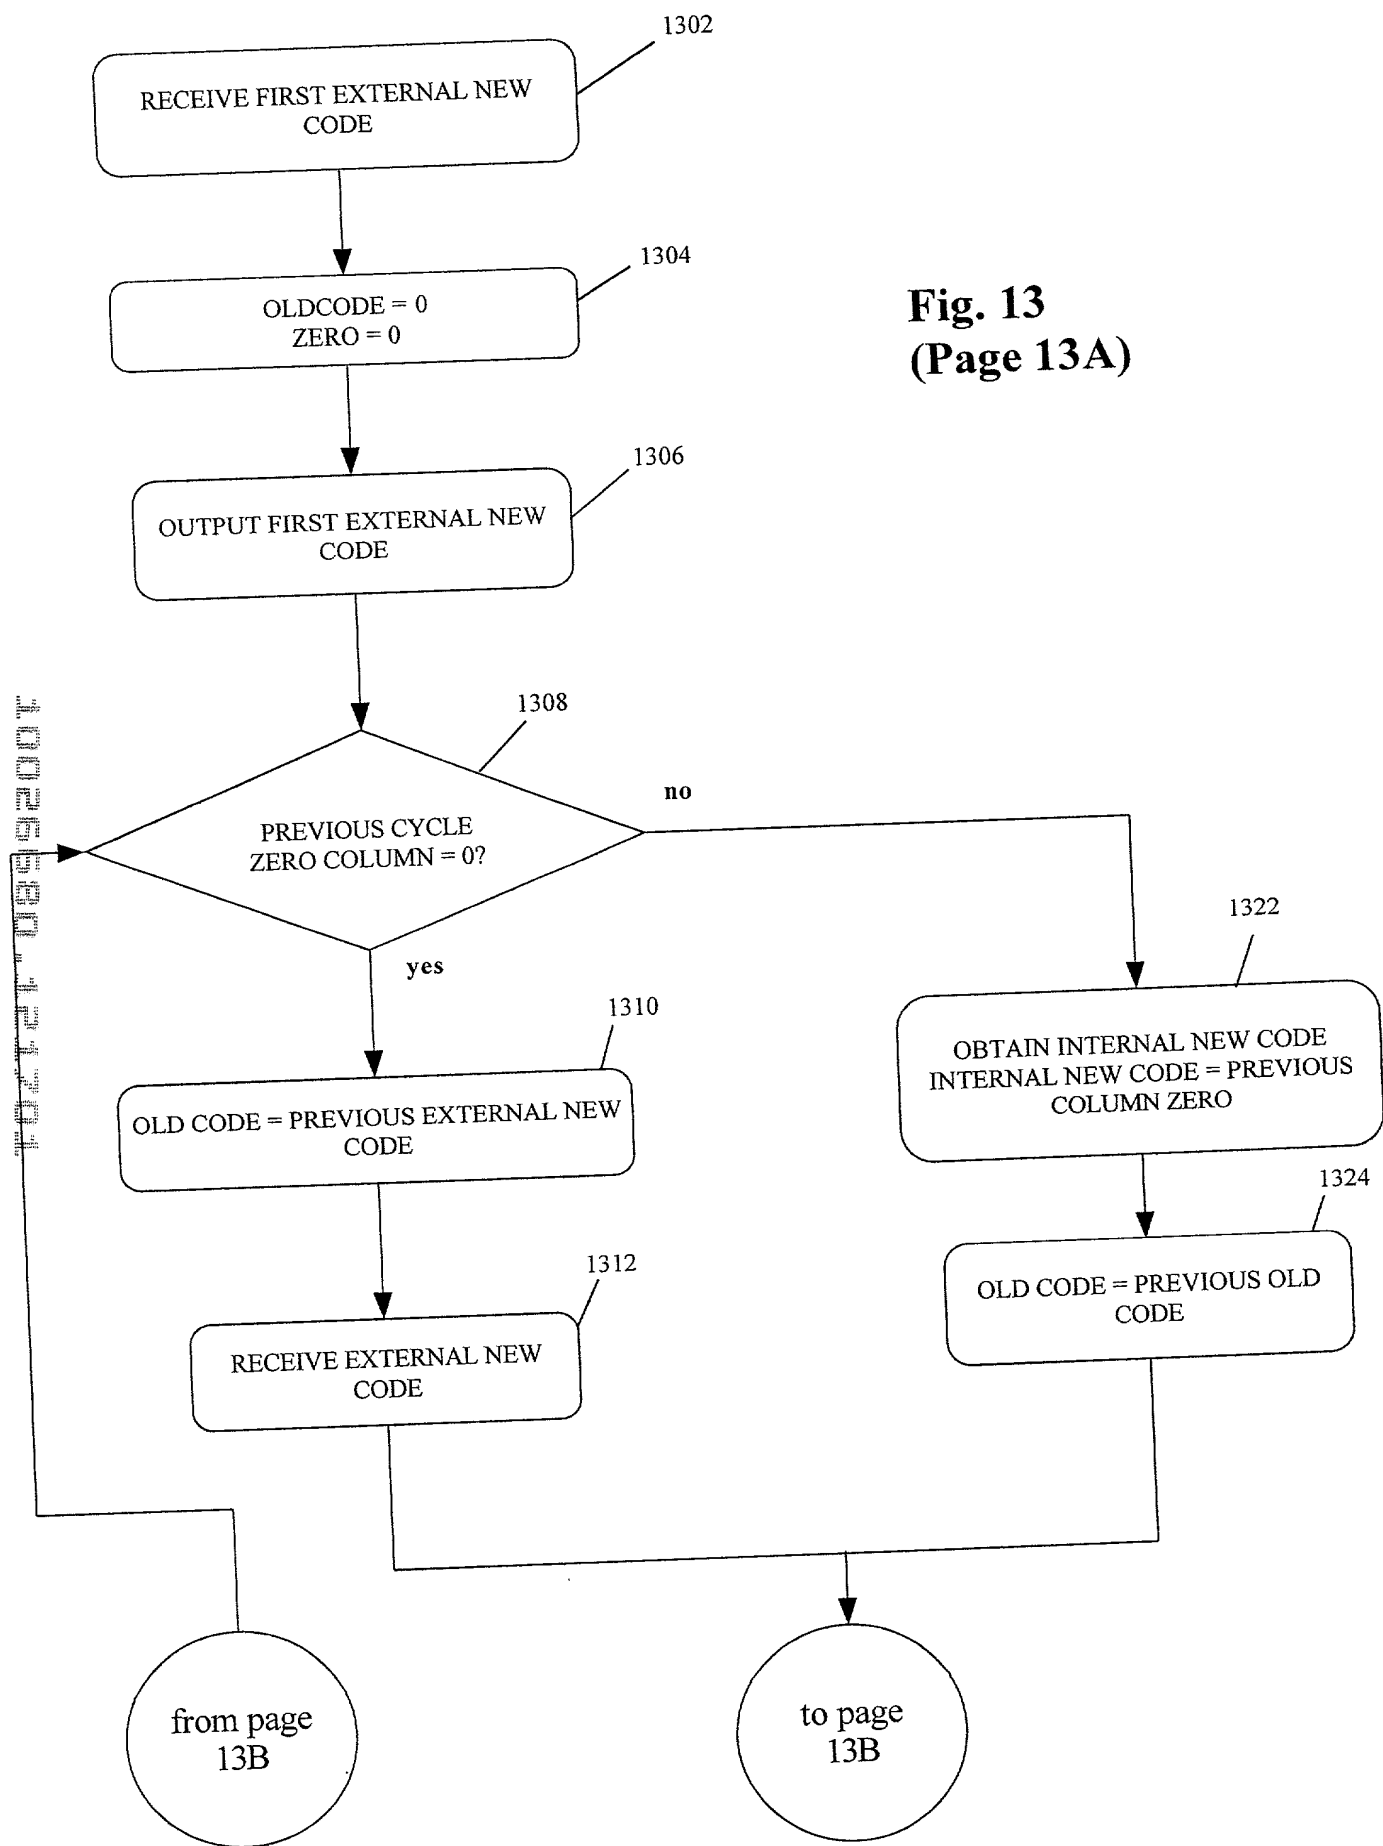 1302
RECEIVE FIRST EXTERNAL NEW
CODE
1304
OLDCODE = 0
ZERO = 0
Fig. 13
(Page 13A)
1306
OUTPUT FIRST EXTERNAL NEW
CODE
1308
PREVIOUS CYCLE
ZERO COLUMN = 0?
no
yes
1310
OLD CODE = PREVIOUS EXTERNAL NEW
CODE
1312
RECEIVE EXTERNAL NEW
CODE
1322
OBTAIN INTERNAL NEW CODE
INTERNAL NEW CODE = PREVIOUS
COLUMN ZERO
1324
OLD CODE = PREVIOUS OLD
CODE
from page
13B
to page
13B